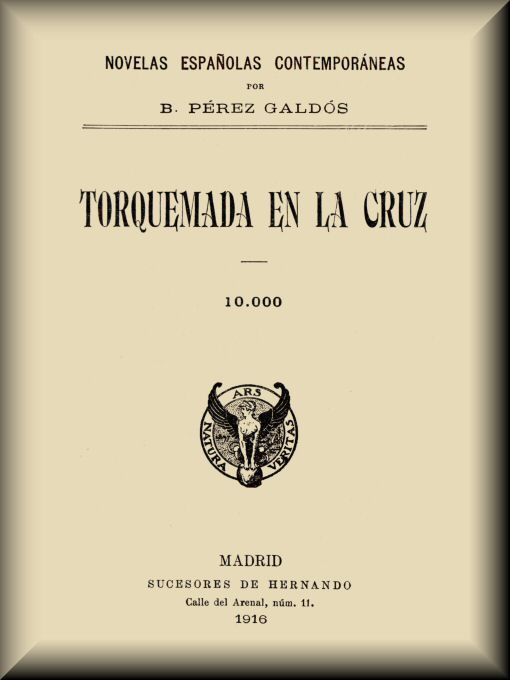 NOVELAS ESPAÑOLAS CONTEMPORÁNEAS
POR
B. PÉREZ GALDÓS
TORQUEMADA EN LA CRUZ
10.000
ARS
NATURA VERITAS
MADRID
SUCESORES DE HERNANDO
Calle del Arenal, núm. 11.
1916